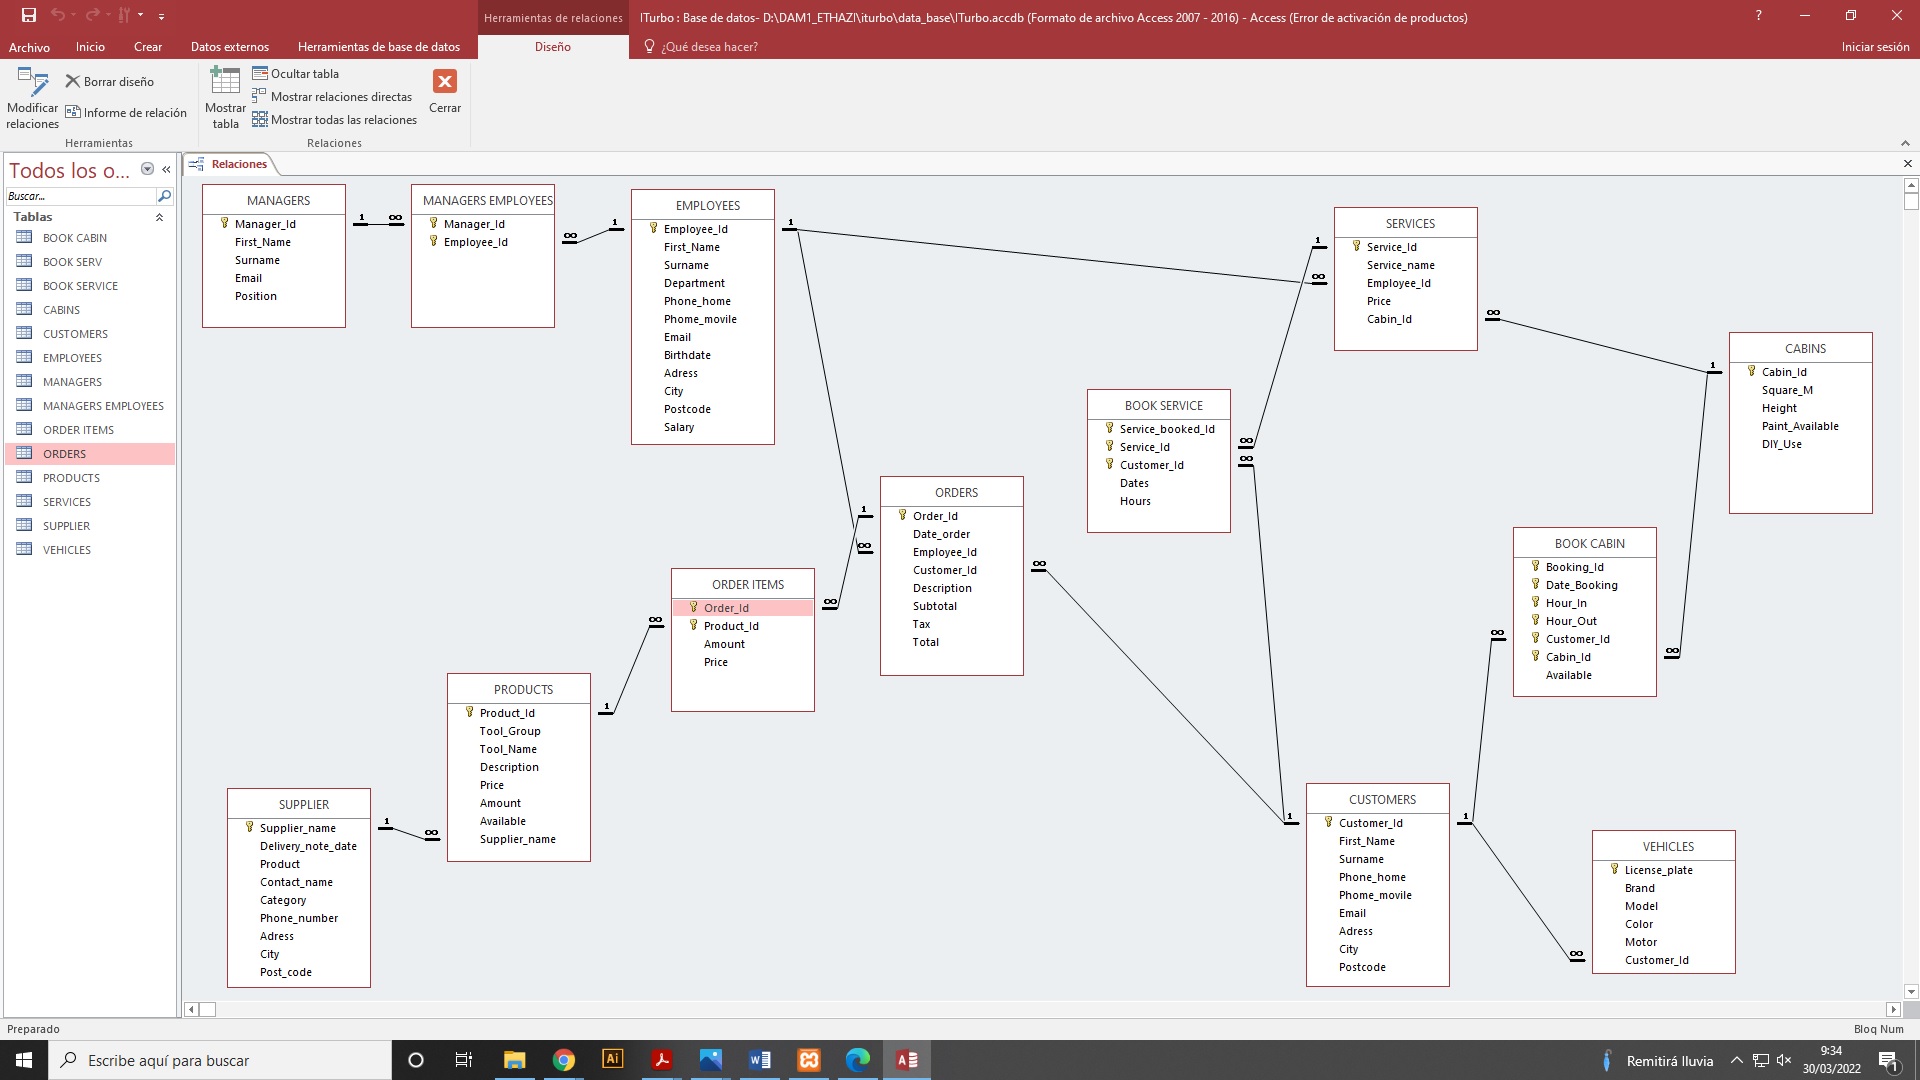 Herramientas de relaciones
ITurbo : Base de datos- D:\DAM1_ETHAZI\iturbo\data_base\ITurbo.accdb (Formato de archivo Access 2007 - 2016) - Access (Error de activación de productos)
?
Archivo
Inicio
Crear
Datos externos
Herramientas de base de datos
Diseño
¿Qué desea hacer?
Iniciar sesión
Modificar relaciones
Borrar diseño
Informe de relación
Herramientas
Mostrar tabla
Ocultar tabla
Mostrar relaciones directas
Mostrar todas las relaciones
Cerrar
Relaciones
Todos los o...
Buscar...
Tablas
BOOK CABIN
BOOK SERV
BOOK SERVICE
CABINS
CUSTOMERS
EMPLOYEES
MANAGERS
MANAGERS EMPLOYEES
ORDER ITEMS
ORDERS
PRODUCTS
SERVICES
SUPPLIER
VEHICLES
Relaciones
MANAGERS
Manager_Id
First_Name
Surname
Email
Position
1
∞
MANAGERS EMPLOYEES
Manager_Id
Employee_Id
∞
1
EMPLOYEES
Employee_Id
First_Name
Surname
Department
Phone_home
Phome_movile
Email
Birthdate
Adress
City
Postcode
Salary
1
1
∞
SERVICES
Service_Id
Service_name
Employee_Id
Price
Cabin_Id
∞
1
CABINS
Cabin_Id
Square_M
Height
Paint_Available
DIY_Use
BOOK SERVICE
Service_booked_Id
Service_Id
Customer_Id
Dates
Hours
∞
∞
1
∞
ORDERS
Order_Id
Date_order
Employee_Id
Customer_Id
Description
Subtotal
Tax
Total
∞
BOOK CABIN
Booking_Id
Date_Booking
Hour_In
Hour_Out
Customer_Id
Cabin_Id
Available
∞
∞
ORDER ITEMS
Order_Id
Product_Id
Amount
Price
∞
∞
PRODUCTS
Product_Id
Tool_Group
Tool_Name
Description
Price
Amount
Available
Supplier_name
1
SUPPLIER
Supplier_name
Delivery_note_date
Product
Contact_name
Category
Phone_number
Adress
City
Post_code
1
∞
1
CUSTOMERS
Customer_Id
First_Name
Surname
Phone_home
Phome_movile
Email
Adress
City
Postcode
1
∞
VEHICLES
License_plate
Brand
Model
Color
Motor
Customer_Id
Preparado
Bloq Num
Escribe aquí para buscar
Ai
Remitirá lluvia
9:34
30/03/2022
1